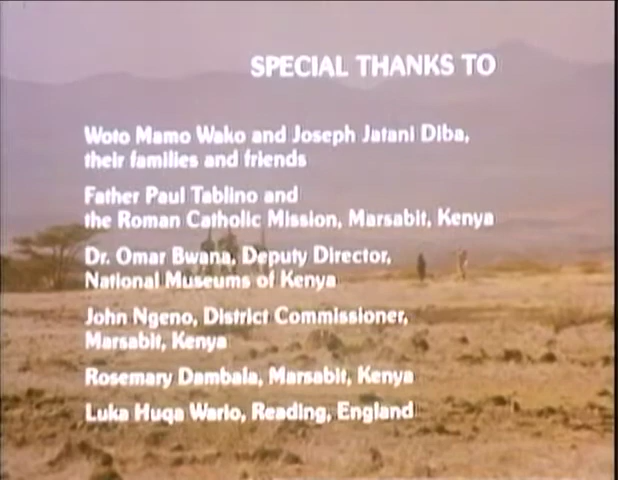 SPECIAL THANKS TO
Woto Mamo Wako and Joseph Jatani Diba,
their families and friends
Father Paul Tablino and
the Roman Catholic Mission, Marsabit, Kenya
Dr. Omar Bwana, Deputy Director,
National Museums of Kenya
John Ngeno, District Commissioner,
Marsabit, Kenya
Rosemary Dambala, Marsabit, Kenya
Luka Huqa Wario, Reading, England